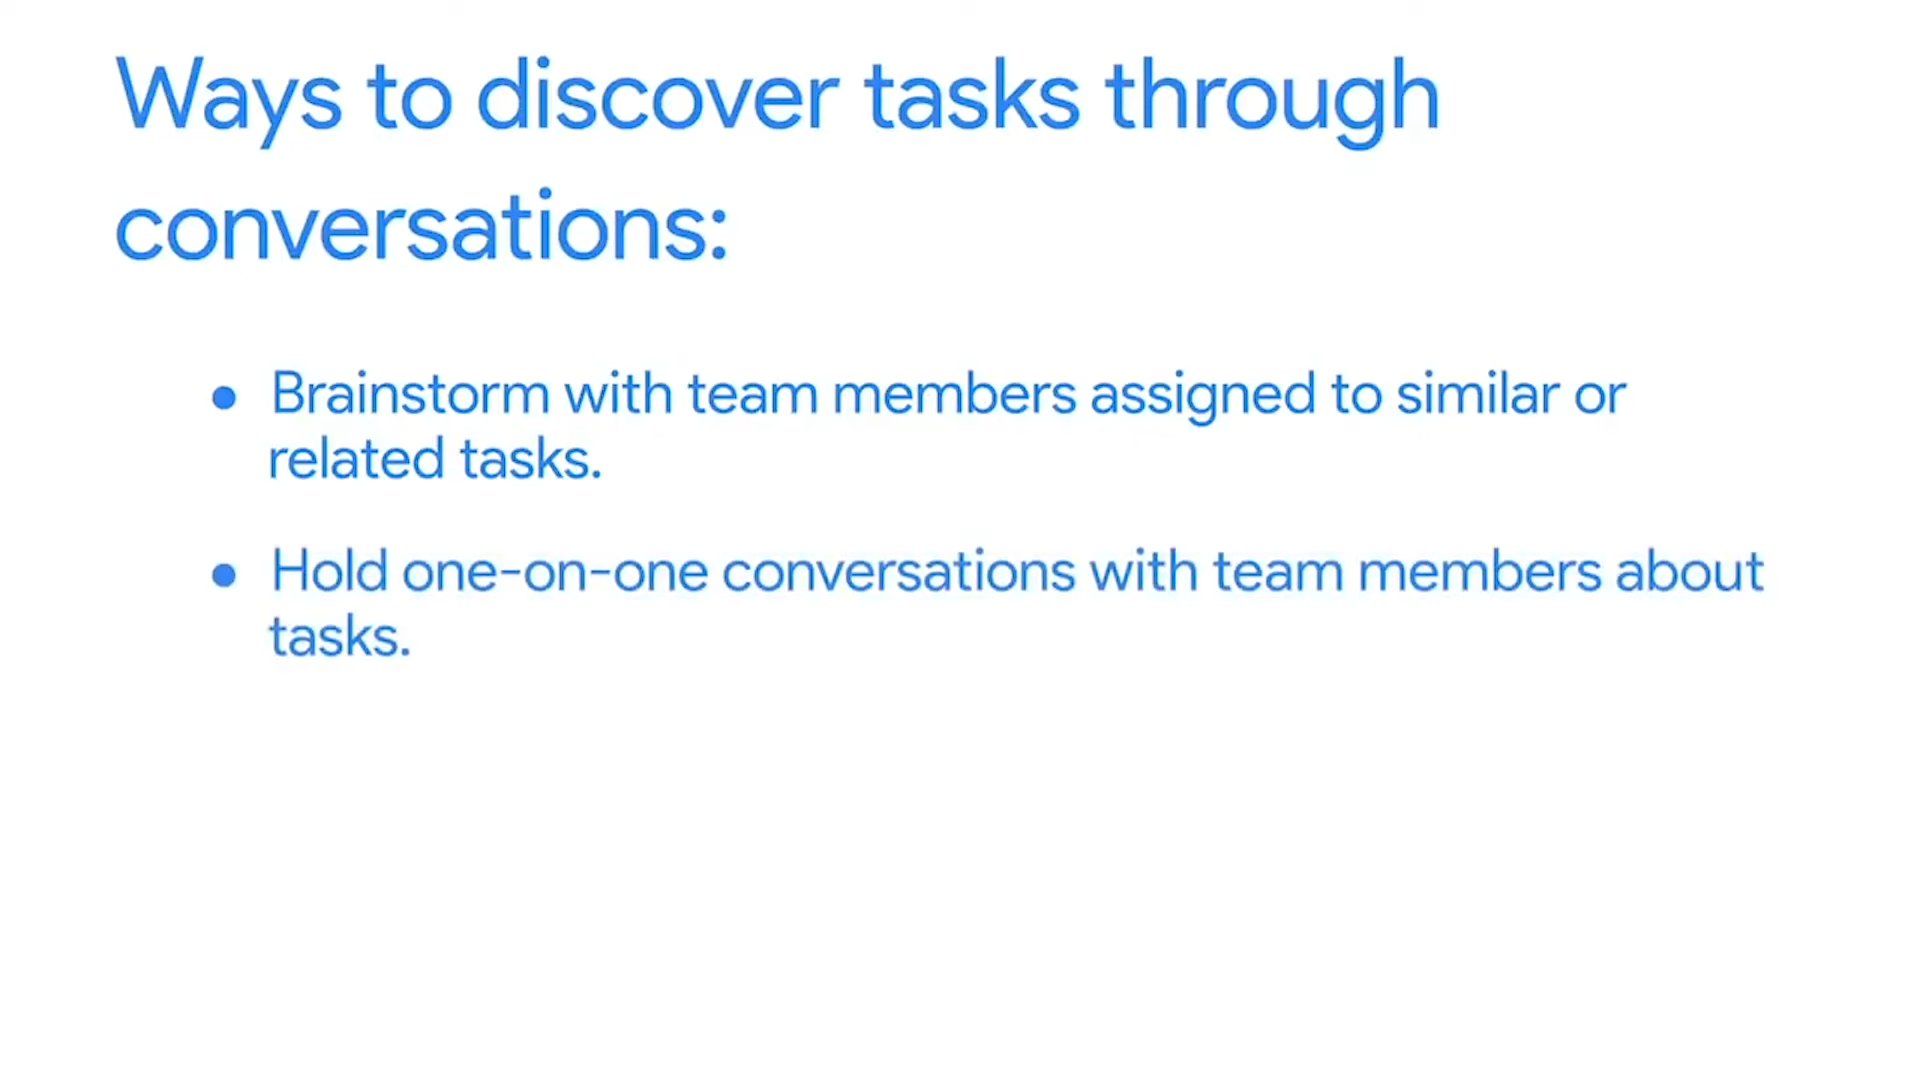 Ways to discover tasks through
conversations:
● Brainstorm with team members assigned to similar or
related tasks.
● Hold one-on-one conversations with team members about
tasks.